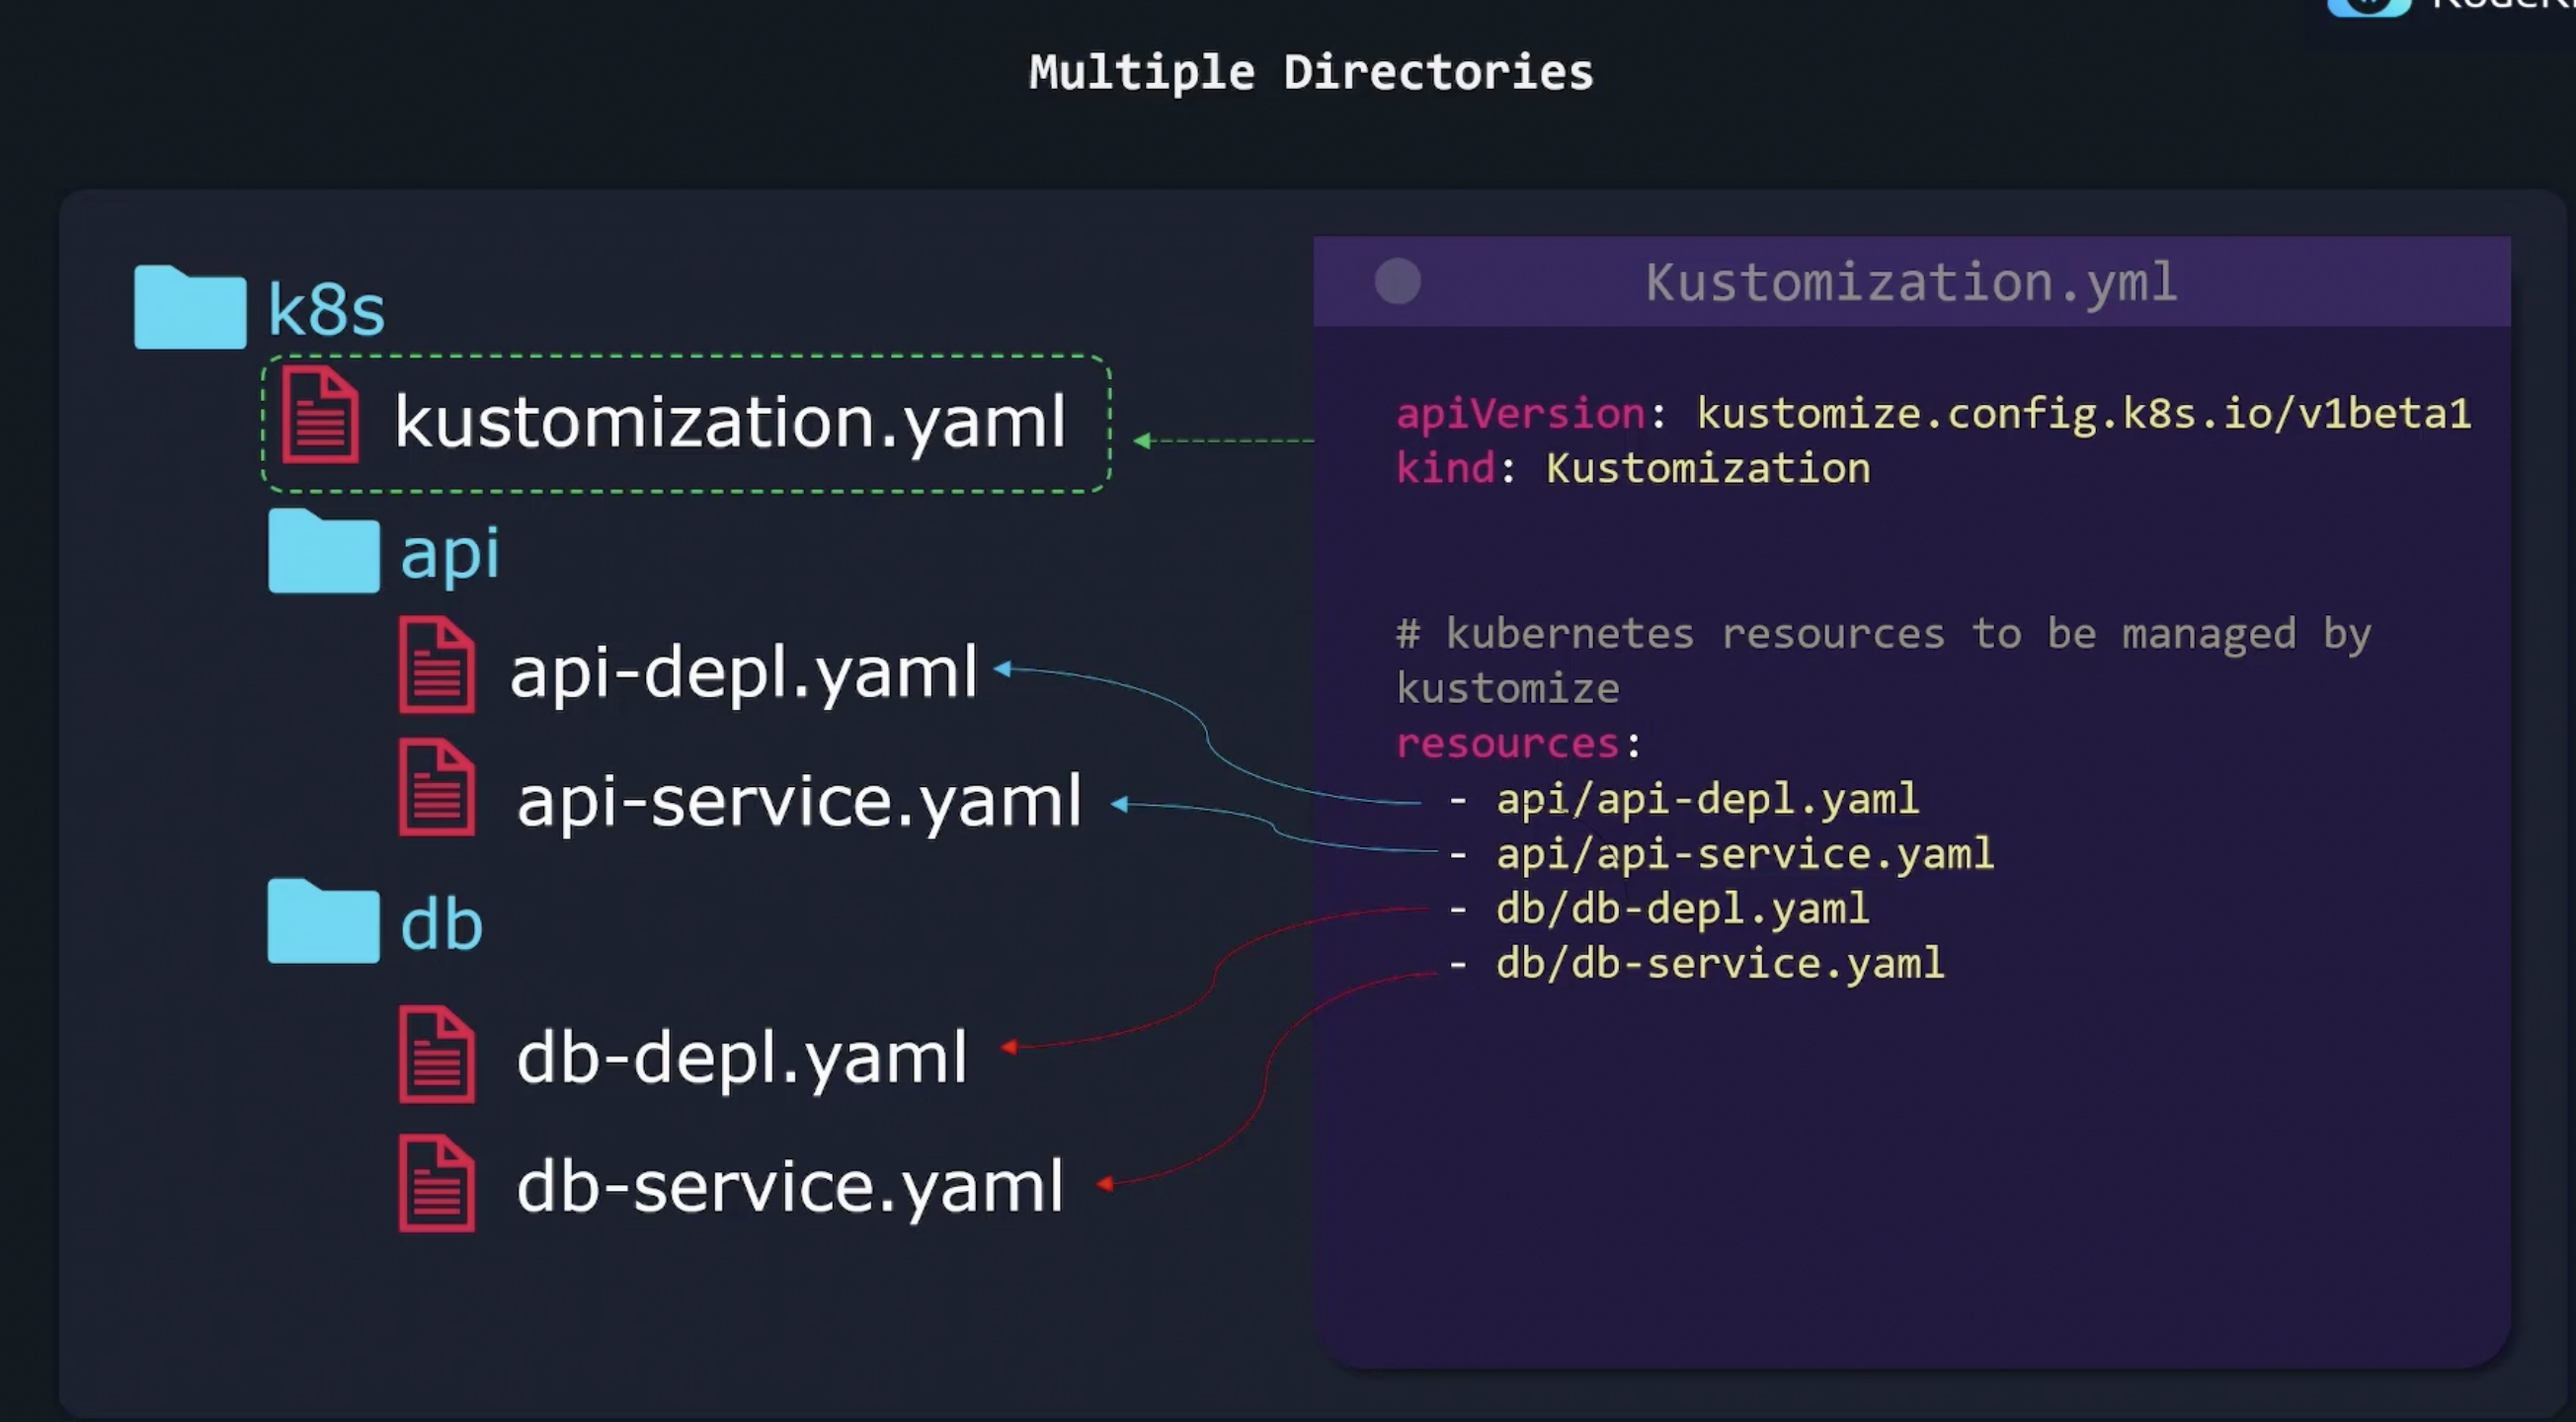 Multiple Directories
k8s
kustomization.yaml
api
api-depl.yaml
api-service.yaml
db
db-depl.yaml
db-service.yaml
Kustomization.yml
apiVersion: kustomize.config.k8s.io/v1beta1
kind: Kustomization
# kubernetes resources to be managed by
kustomize
resources:
- api/api-depl.yaml
- api/api-service.yaml
- db/db-depl.yaml
- db/db-service.yaml